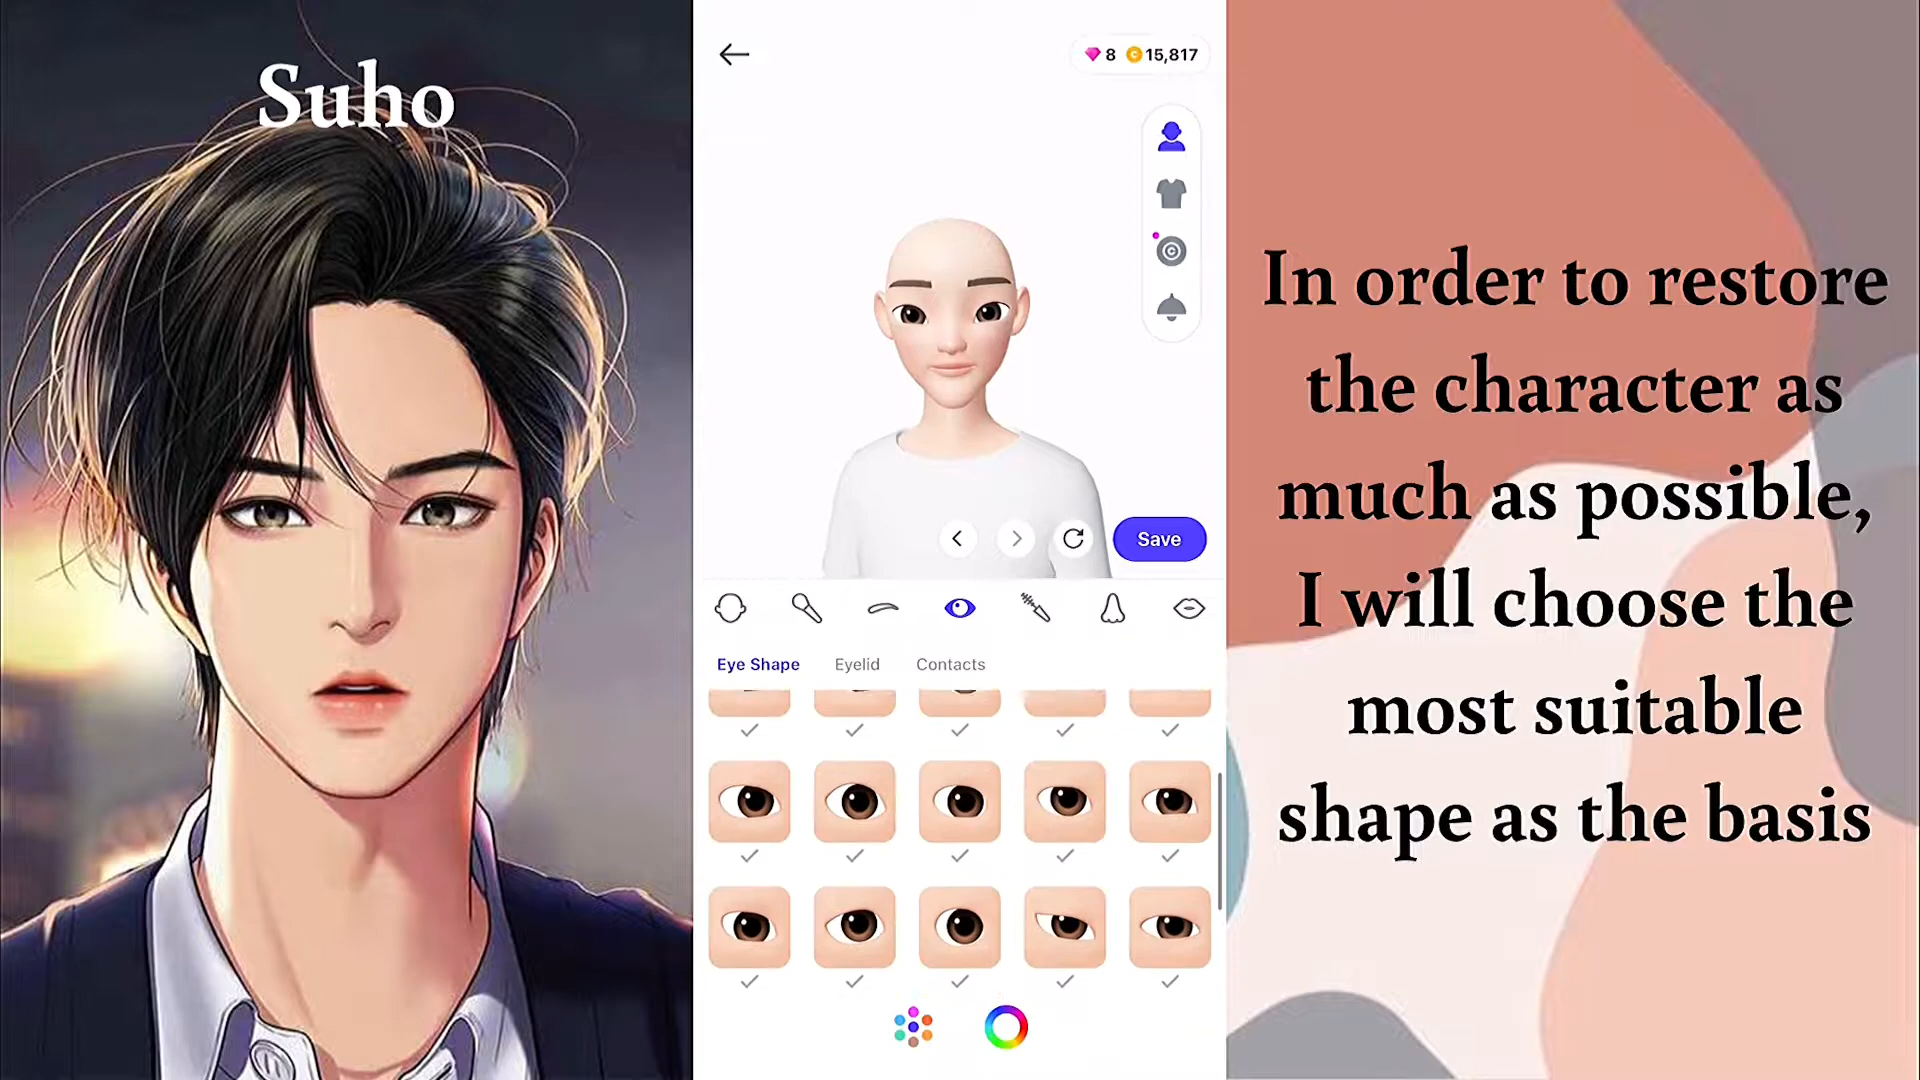 Suho
8 15,817
Save
Eye Shape Eyelid Contacts
In order to restore
the character as
much as possible,
I will choose the
most suitable
shape as the basis